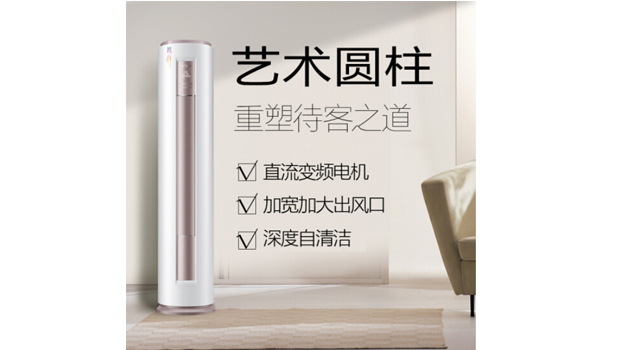 艺术圆柱
重塑待客之道
直流变频电机
加宽加大出风口
深度自清洁